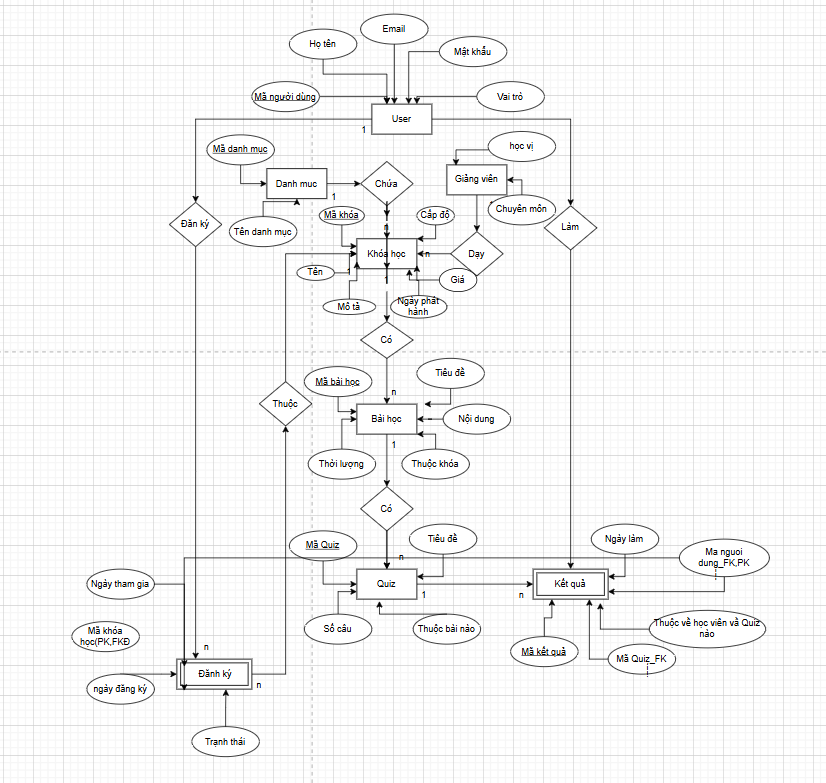 Email
Họ tên
Mật khẩu
Mã người dùng
Vai trò
User
1
Mã danh mục
học vị
Danh muc
1
Chứa
Giảng viên
Mã khóa
Cấp độ
Chuyên môn
Đăn ký
Tên danh mục
n
Làm
Khóa học
n
Dạy
Tên
1
1
Giá
Mô tả
Ngày phát
hành
Có
Tiêu đề
Mã bài học
n
Thuộc
Bài học
Nội dung
1
Thời lượng
Thuộc khóa
Có
Mã Quiz
Tiêu đề
Ngày làm
n
Ma nguoi
dung_FK,PK
Ngày tham gia
Quiz
1
n
Kết quả
Số câu
Thuộc bài nào
Thuộc về học viên và Quiz
nào
Mã khóa
học(PK,FKĐ
n
Mã kết quả
Mã Quiz_FK
Đănh ký
n
ngày đăng ký
Trạnh thái